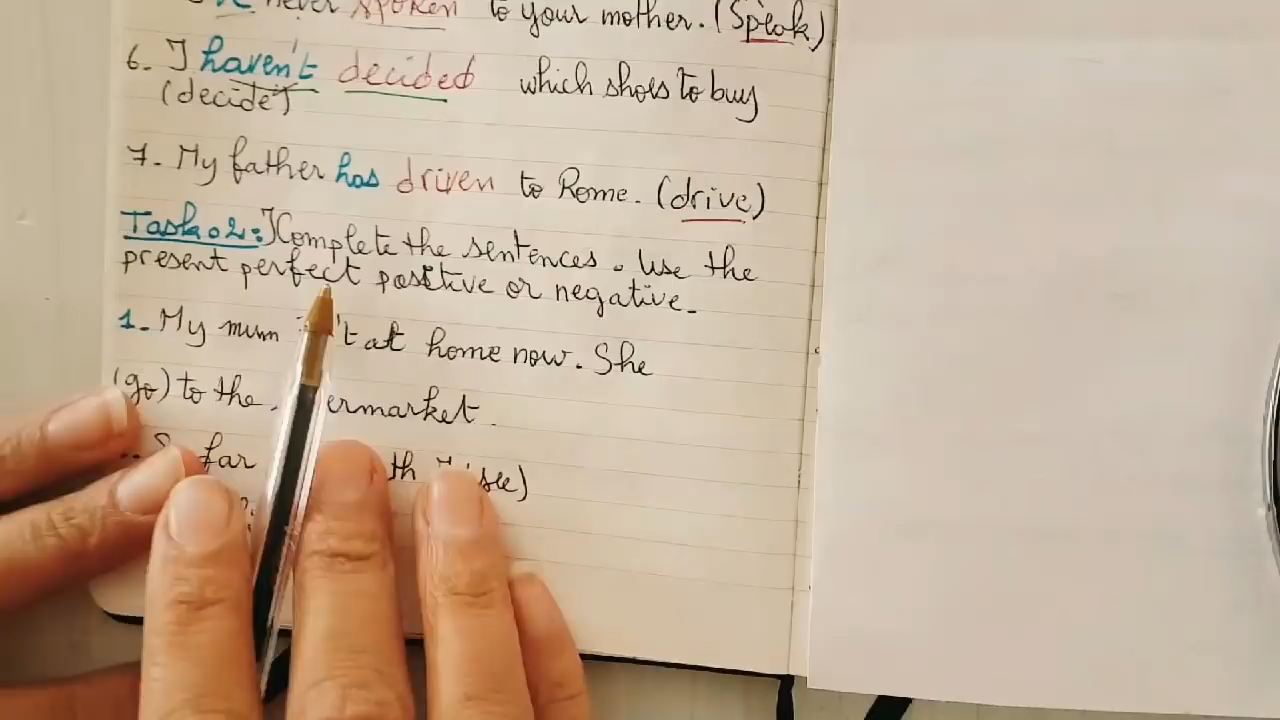 never spoken to your mother. (Speak)
6. I haven't decided which shoes to buy
(decide)
7. My father has driven to Rome. (drive)
Task 02: Complete the sentences. Use the
present perfect positive or negative.
1. My mum at home now. She
(go) to the
far see)